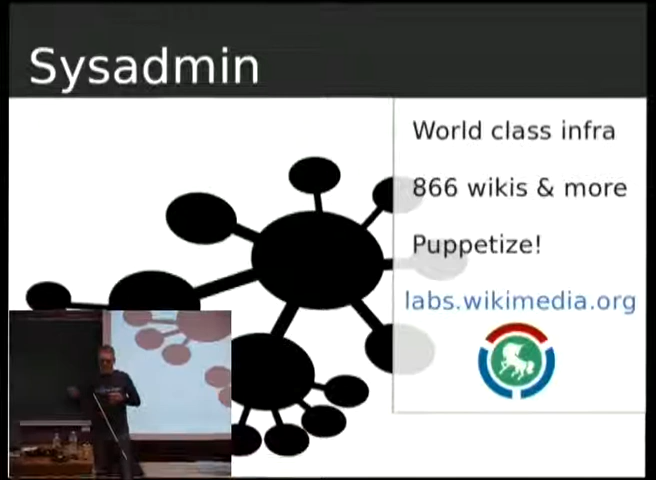 Sysadmin
World class infra
866 wikis & more
Puppetize!
labs.wikimedia.org